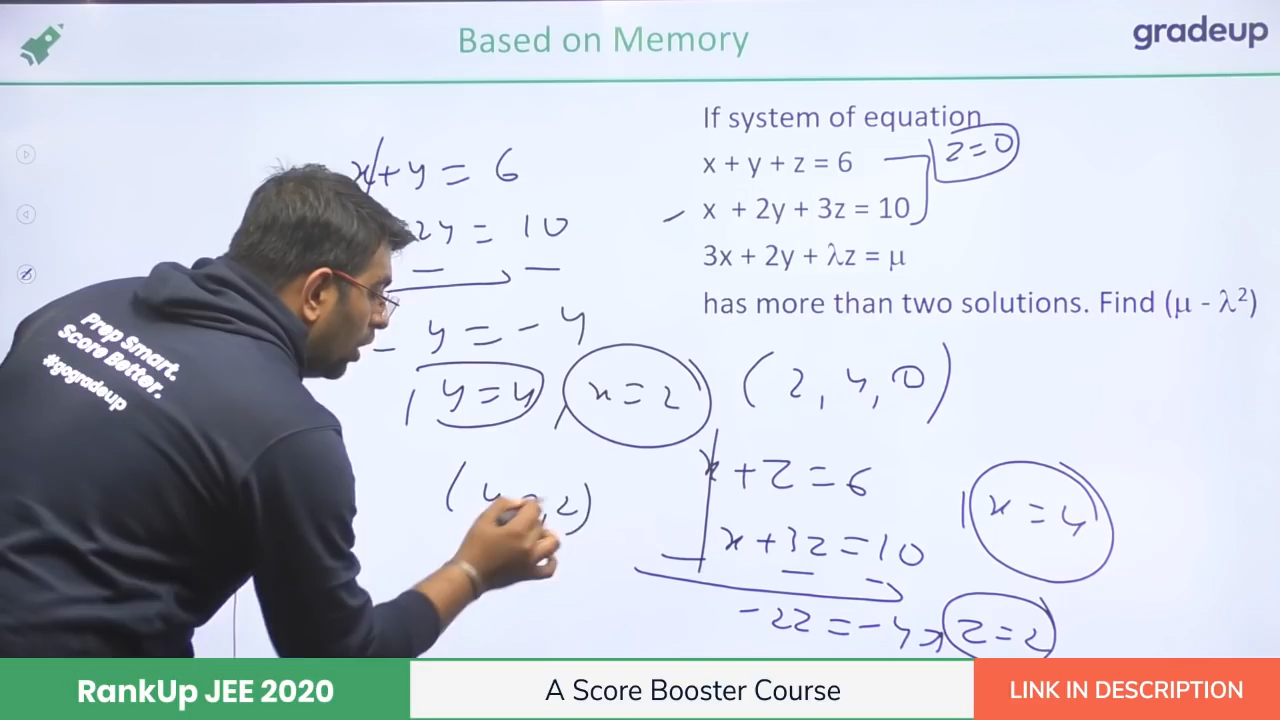 Based on Memory
gradeup
If system of equation
x + y + z = 6
x + 2y + 3z = 10
3x + 2y + λz = μ
has more than two solutions. Find (μ - λ²)
z=0
x+y = 6
2y = 10
- y = - 4
y = 4
x = 2
(2, 4, 0)
x + z = 6
x + 3z = 10
-2z = -4
z = 2
x = 4
Prep Smart.
Score Better.
#gogradeup
RankUp JEE 2020
A Score Booster Course
LINK IN DESCRIPTION